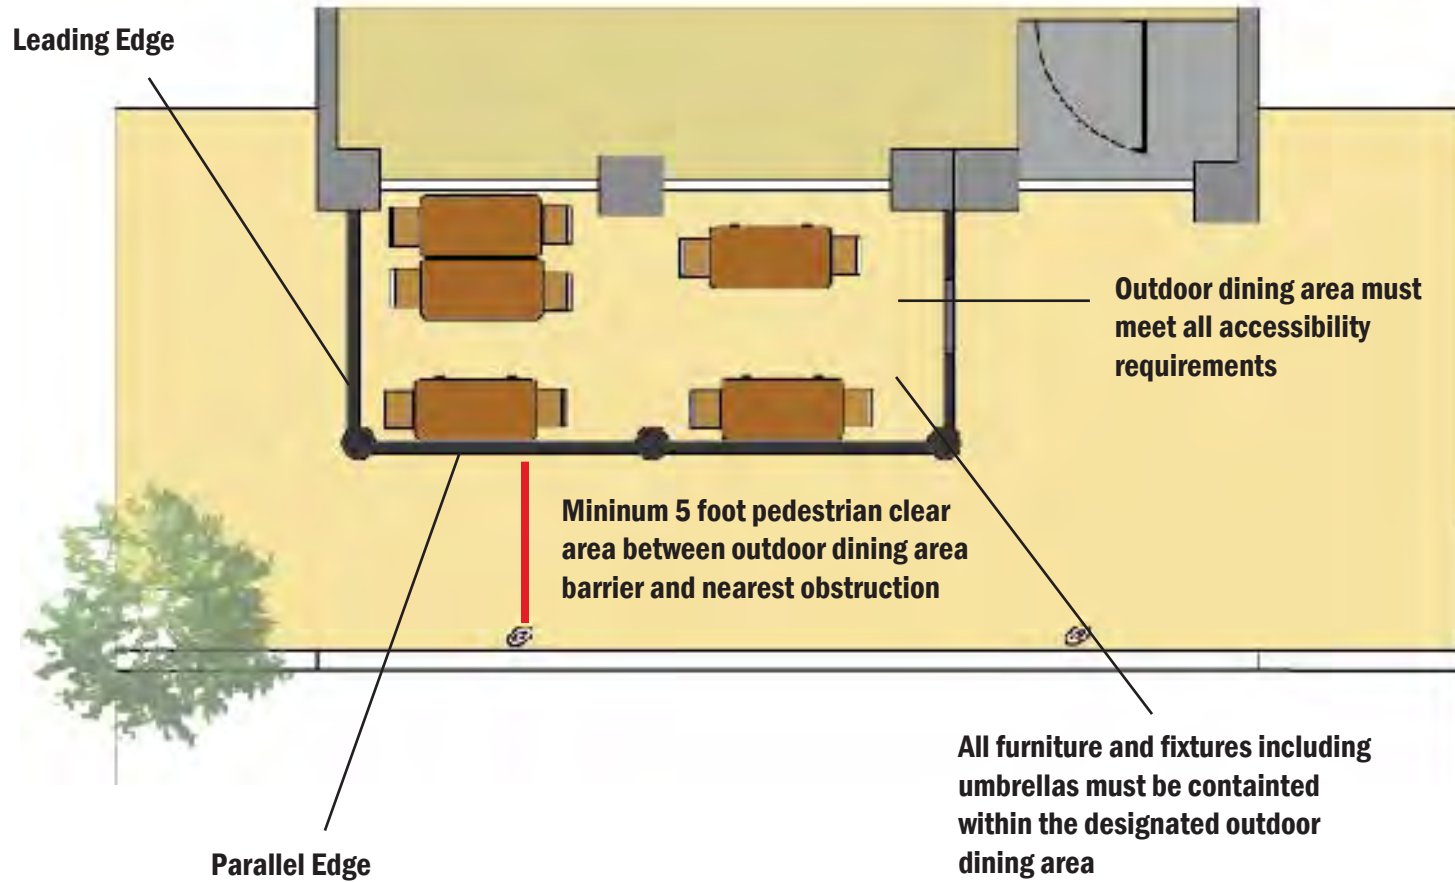 Leading Edge
Outdoor dining area must
meet all accessibility
requirements
Mininum 5 foot pedestrian clear
area between outdoor dining area
barrier and nearest obstruction
All furniture and fixtures including
umbrellas must be containted
within the designated outdoor
dining area
Parallel Edge